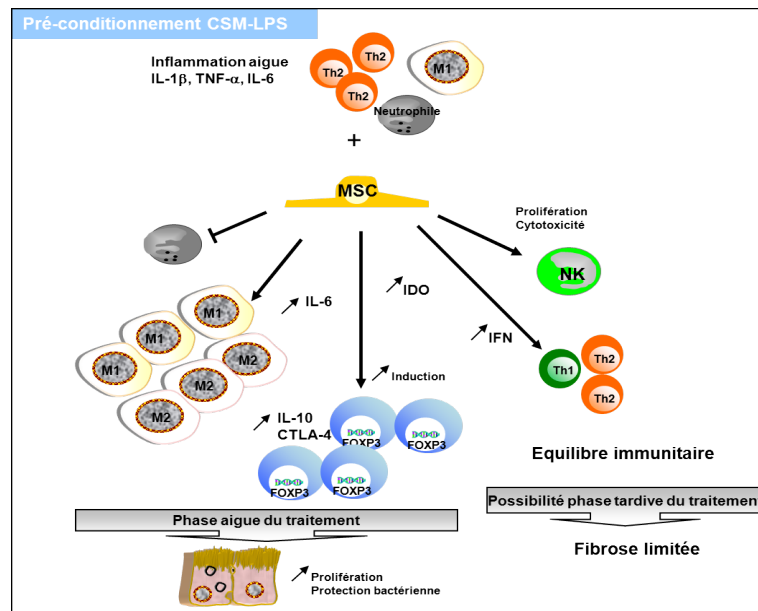 Pré-conditionnement CSM-LPS
Inflammation aigue
IL-1β, TNF-α, IL-6
Th2
Th2
Th2
M1
Neutrophile
+
MSC
Prolifération
Cytotoxicité
NK
IL-6
IDO
IFN
M1
M1
M1
M2
M2
M2
Induction
IL-10
CTLA-4
FOXP3
FOXP3
FOXP3
FOXP3
Th1
Th2
Th2
Equilibre immunitaire
Phase aigue du traitement
Possibilité phase tardive du traitement
Fibrose limitée
Prolifération
Protection bactérienne